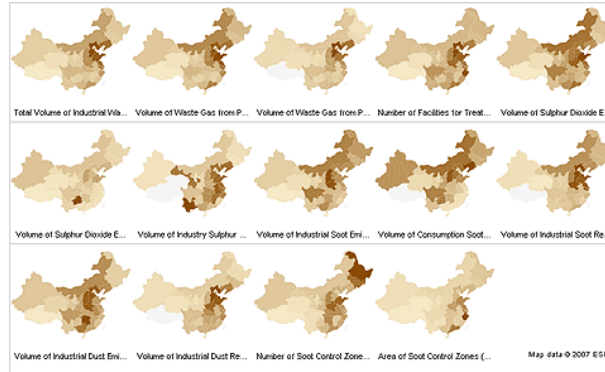 Total Volume of Industrial Wa...
Volume of Waste Gas from P...
Volume of Waste Gas from P...
Number of Facilities for Treat...
Volume of Sulphur Dioxide E...
Volume of Sulphur Dioxide E...
Volume of Industry Sulphur ...
Volume of Industrial Soot Emi...
Volume of Consumption Soot...
Volume of Industrial Soot Re...
Volume of Industrial Dust Emi...
Volume of Industrial Dust Re...
Number of Soot Control Zone...
Area of Soot Control Zones (...
Map data © 2007 ESR